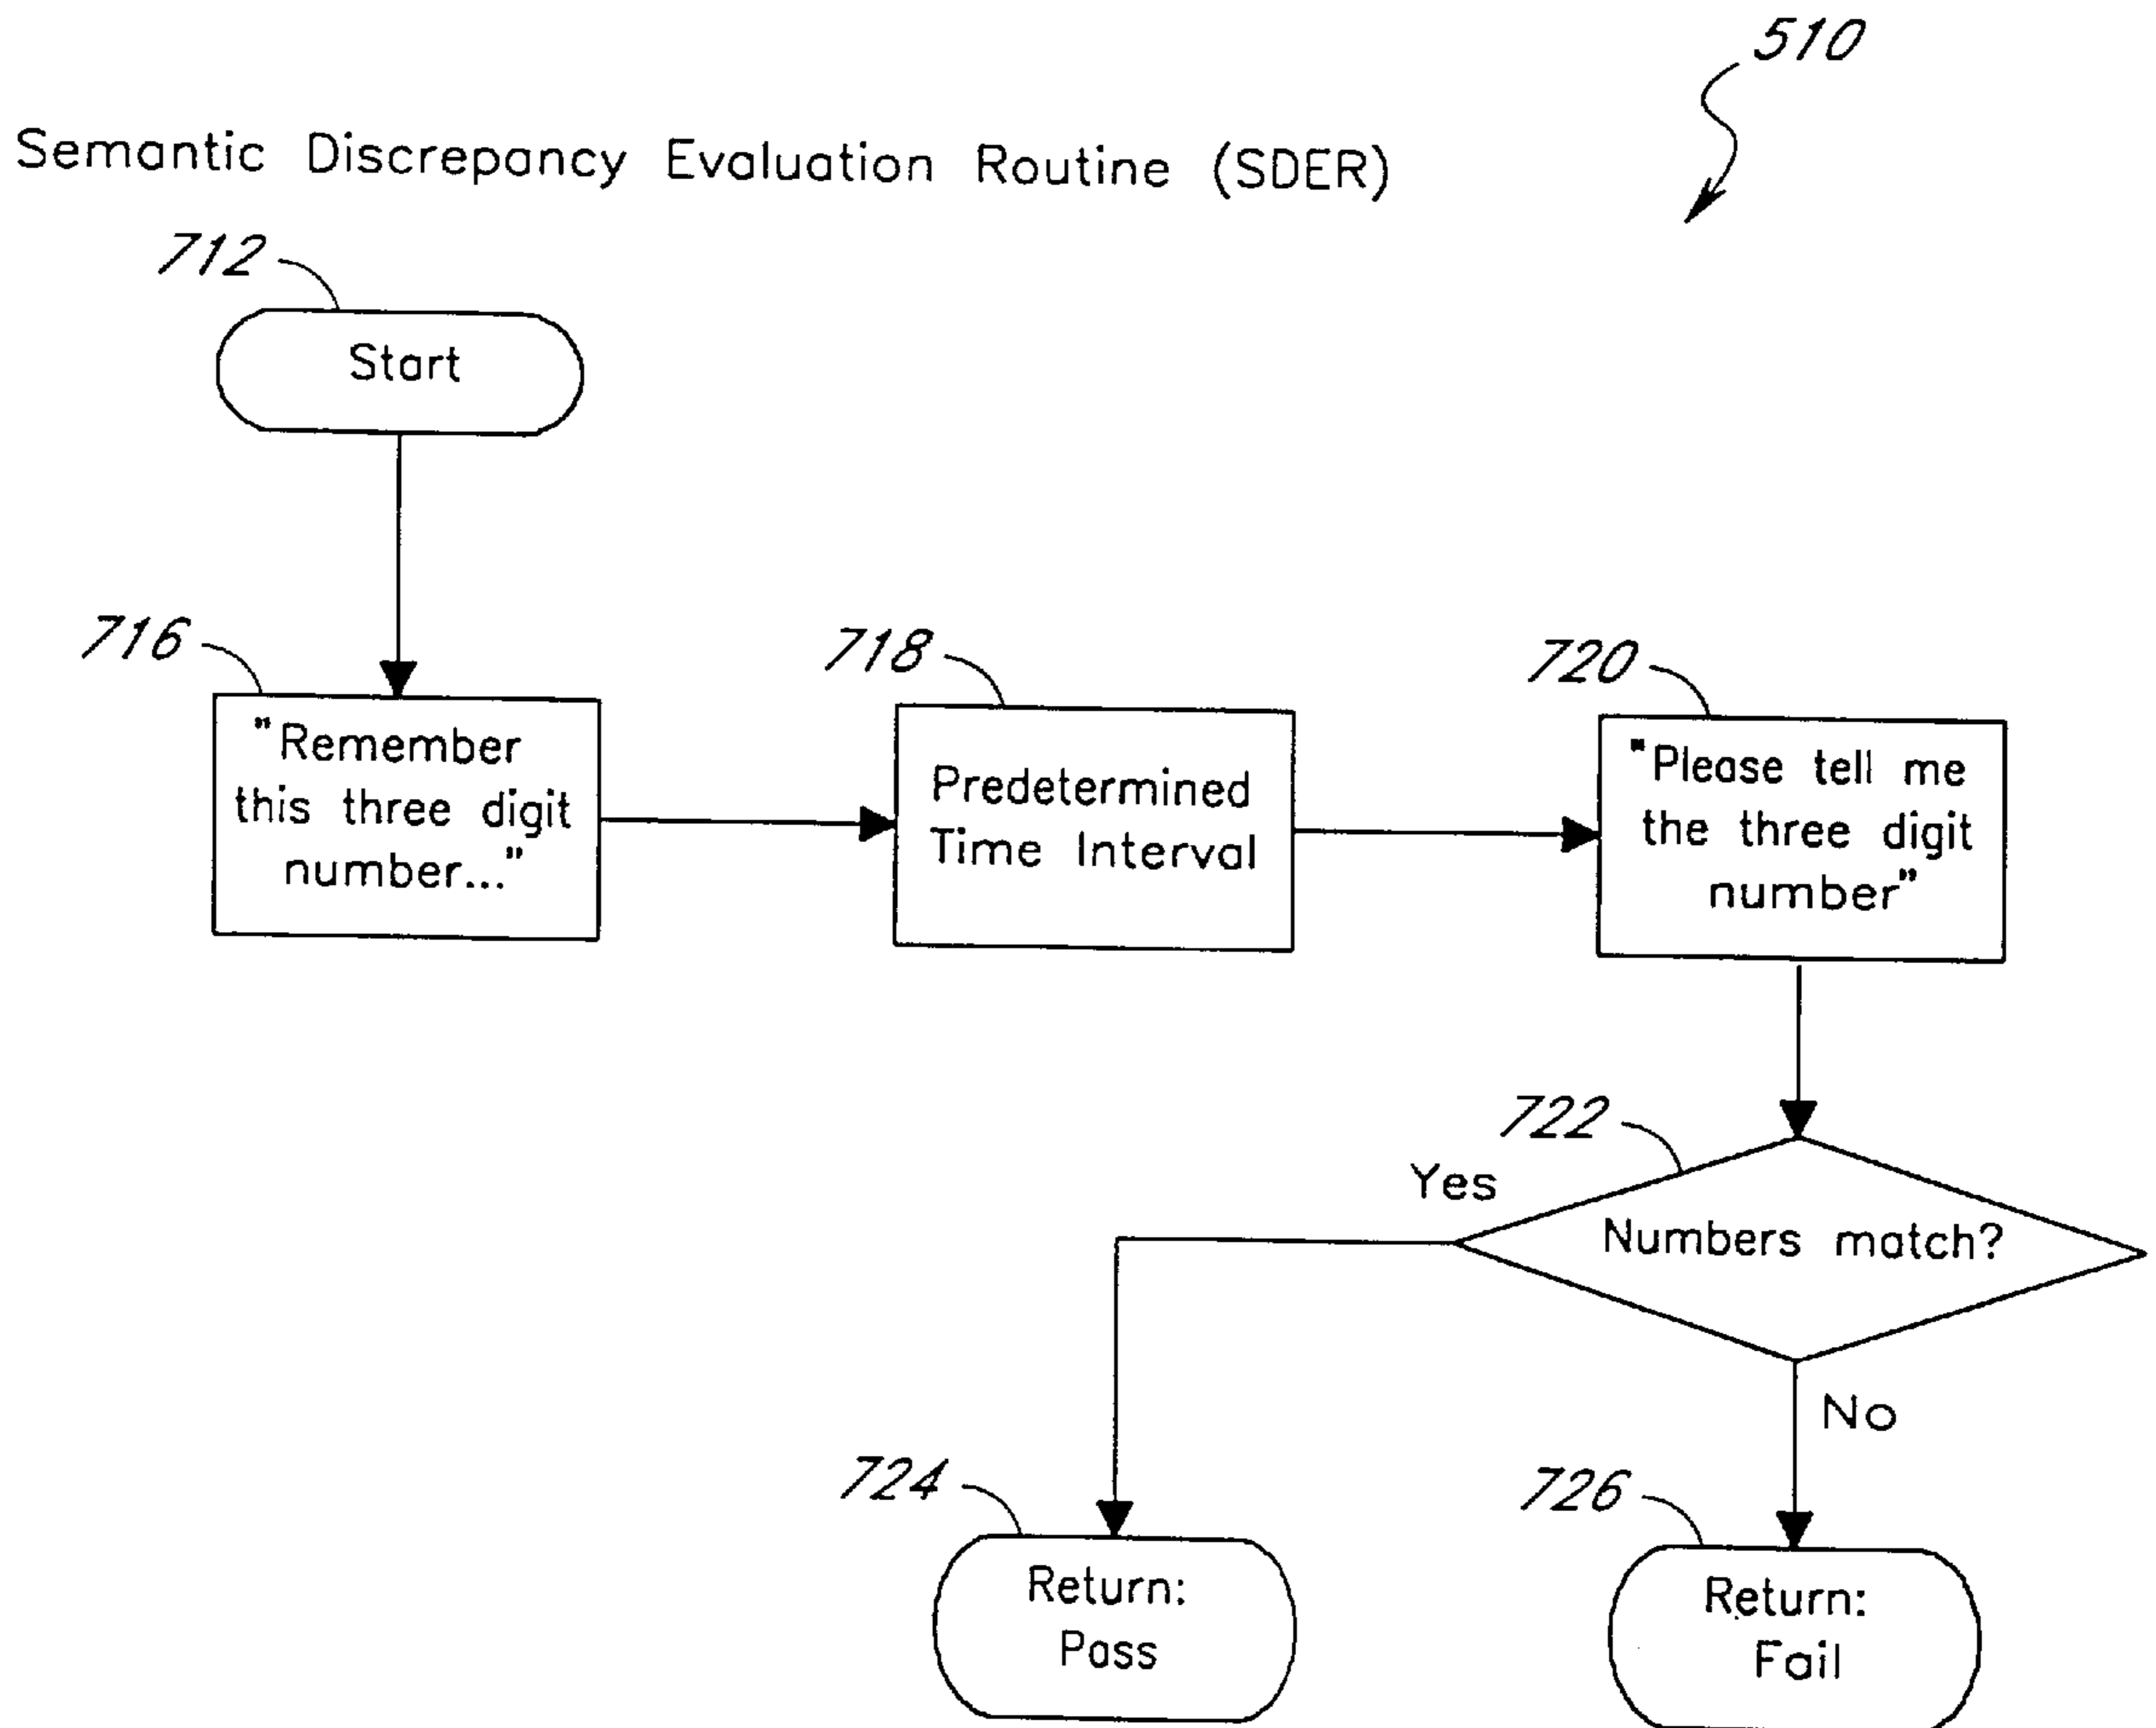 510
Semantic Discrepancy Evaluation Routine (SDER)
712
Start
716
"Remember
this three digit
number..."
718
Predetermined
Time Interval
720
"Please tell me
the three digit
number"
722
Yes
Numbers match?
No
724
Return:
Pass
726
Return:
Fail